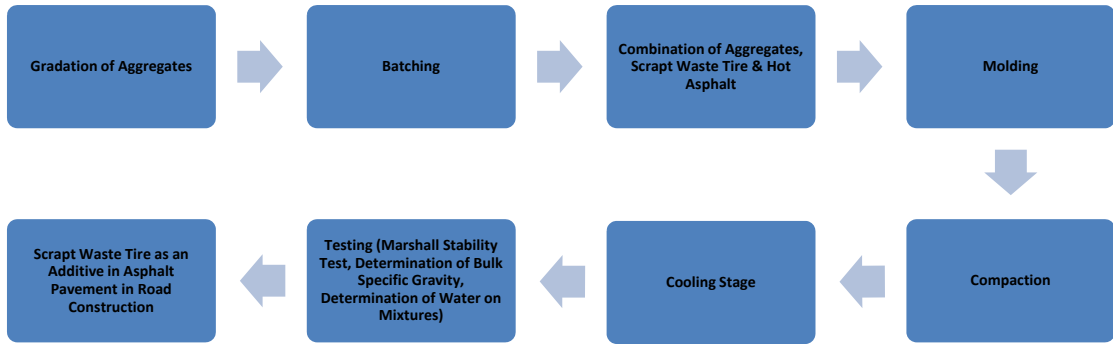 Gradation of Aggregates
Batching
Combination of Aggregates,
Scrapt Waste Tire & Hot
Asphalt
Molding
Compaction
Cooling Stage
Testing (Marshall Stability
Test, Determination of Bulk
Specific Gravity,
Determination of Water on
Mixtures)
Scrapt Waste Tire as an
Additive in Asphalt
Pavement in Road
Construction